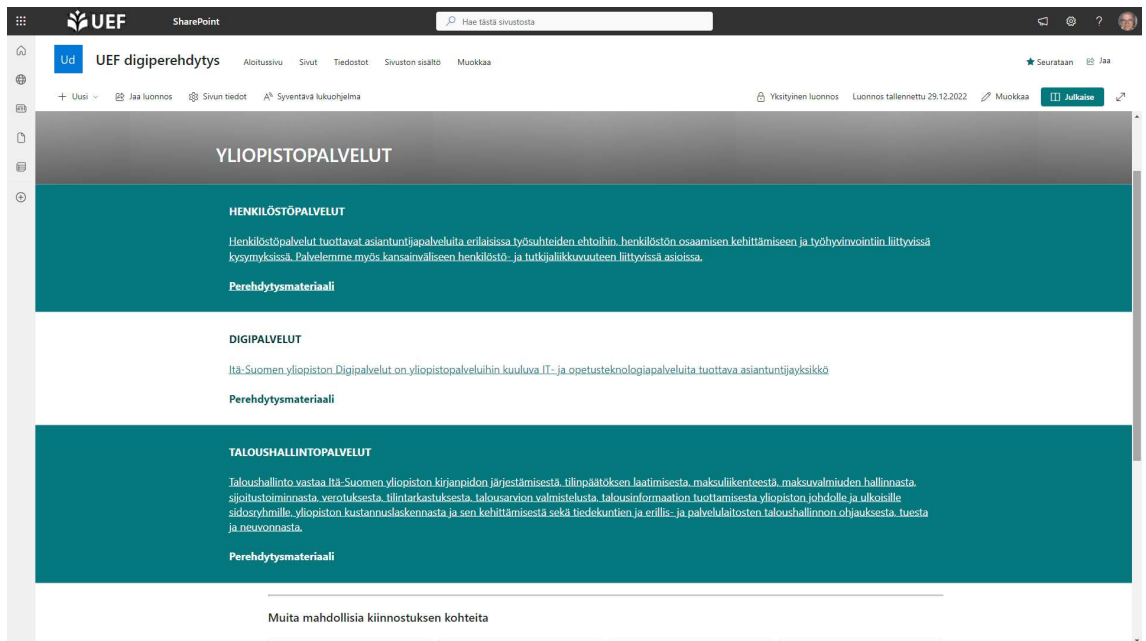 UEF
SharePoint
Hae tästä sivustosta
?
Ud
UEF digiperehdytys
Aloitussivu
Sivut
Tiedostot
Sivuston sisältö
Muokkaa
Seurataan
Jaa
+ Uusi
Jaa luonnos
Sivun tiedot
Syventävä lukuohjelma
Yksityinen luonnos
Luonnos tallennettu 29.12.2022
Muokkaa
Julkaise
YLIOPISTOPALVELUT
HENKILÖSTÖPALVELUT
Henkilöstöpalvelut tuottavat asiantuntijapalveluita erilaisissa työsuhteiden ehtoihin, henkilöstön osaamisen kehittämiseen ja työhyvinvointiin liittyvissä
kysymyksissä. Palvelemme myös kansainväliseen henkilöstö- ja tutkijaliikkuvuuteen liittyvissä asioissa.
Perehdytysmateriaali
DIGIPALVELUT
Itä-Suomen yliopiston Digipalvelut on yliopistopalveluihin kuuluva IT- ja opetusteknologiapalveluita tuottava asiantuntijayksikkö
Perehdytysmateriaali
TALOUSHALLINTOPALVELUT
Taloushallinto vastaa Itä-Suomen yliopiston kirjanpidon järjestämisestä, tilinpäätöksen laatimisesta, maksuliikenteestä, maksuvalmiuden hallinnasta,
sijoitustoiminnasta, verotuksesta, tilintarkastuksesta, talousarvion valmistelusta, talousinformaation tuottamisesta yliopiston johdolle ja ulkoisille
sidosryhmille, yliopiston kustannuslaskennasta ja sen kehittämisestä sekä tiedekuntien ja erillis- ja palvelulaitosten taloushallinnon ohjauksesta, tuesta
ja neuvonnasta.
Perehdytysmateriaali
Muita mahdollisia kiinnostuksen kohteita